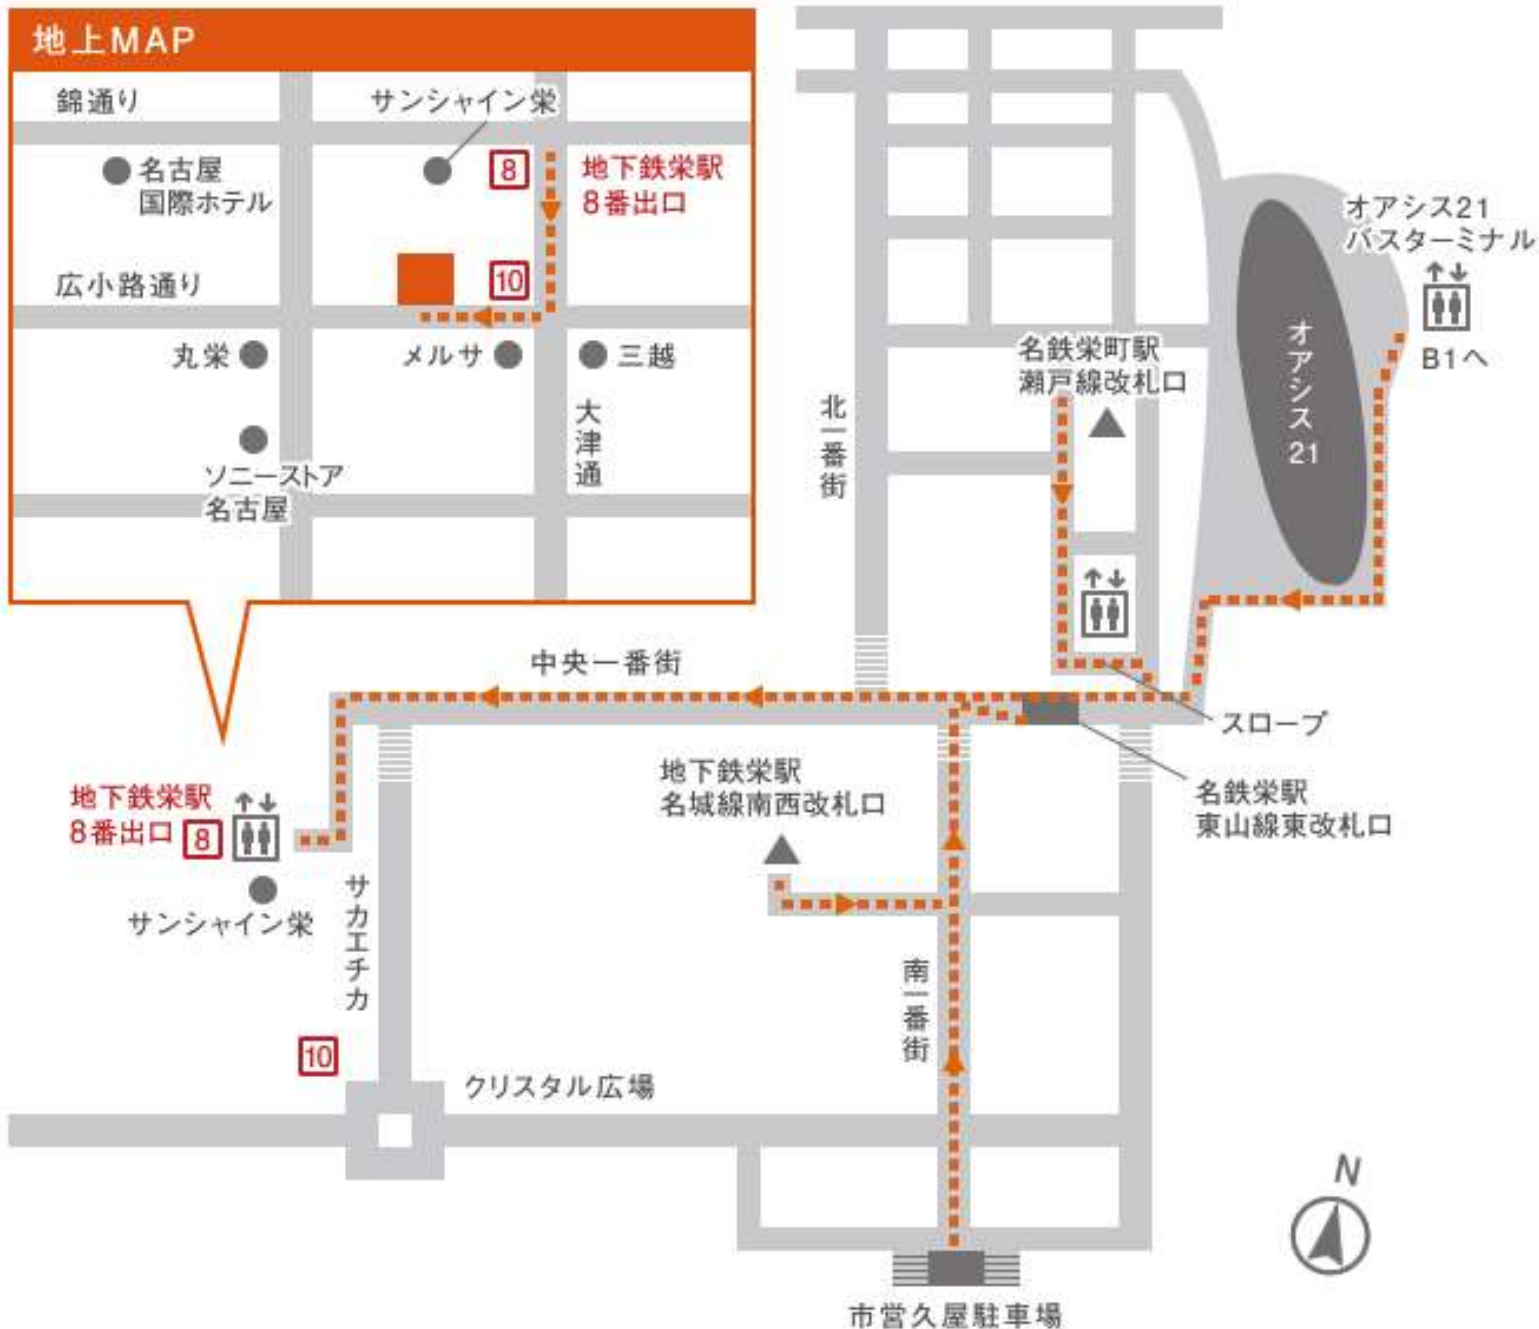 地上MAP
錦通り
サンシャイン栄
名古屋
国際ホテル
8
地下鉄栄駅
8番出口
広小路通り
10
丸栄
メルサ
三越
大津通
ソニーストア
名古屋
オアシス21
バスターミナル
B1へ
オアシス21
名鉄栄町駅
瀬戸線改札口
北一番街
中央一番街
スロープ
名鉄栄駅
東山線東改札口
地下鉄栄駅
名城線南西改札口
地下鉄栄駅
8番出口
8
サンシャイン栄
サカエチカ
南一番街
10
クリスタル広場
N
市営久屋駐車場